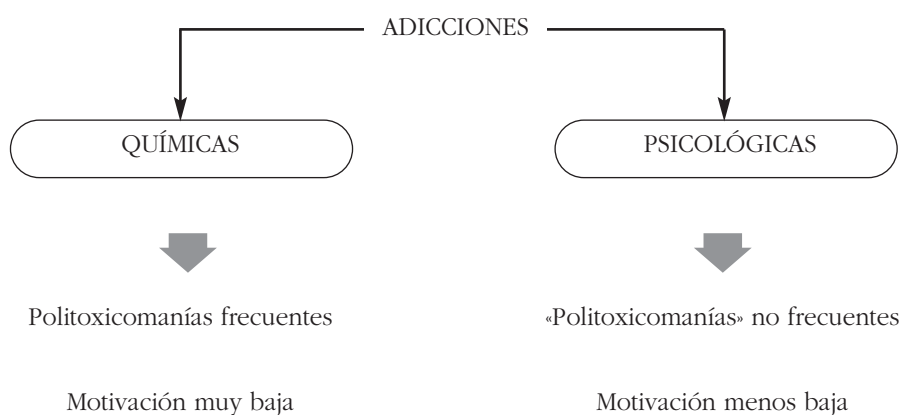 ADICCIONES
QUÍMICAS
PSICOLÓGICAS
Politoxicomanías frecuentes
«Politoxicomanías» no frecuentes
Motivación muy baja
Motivación menos baja